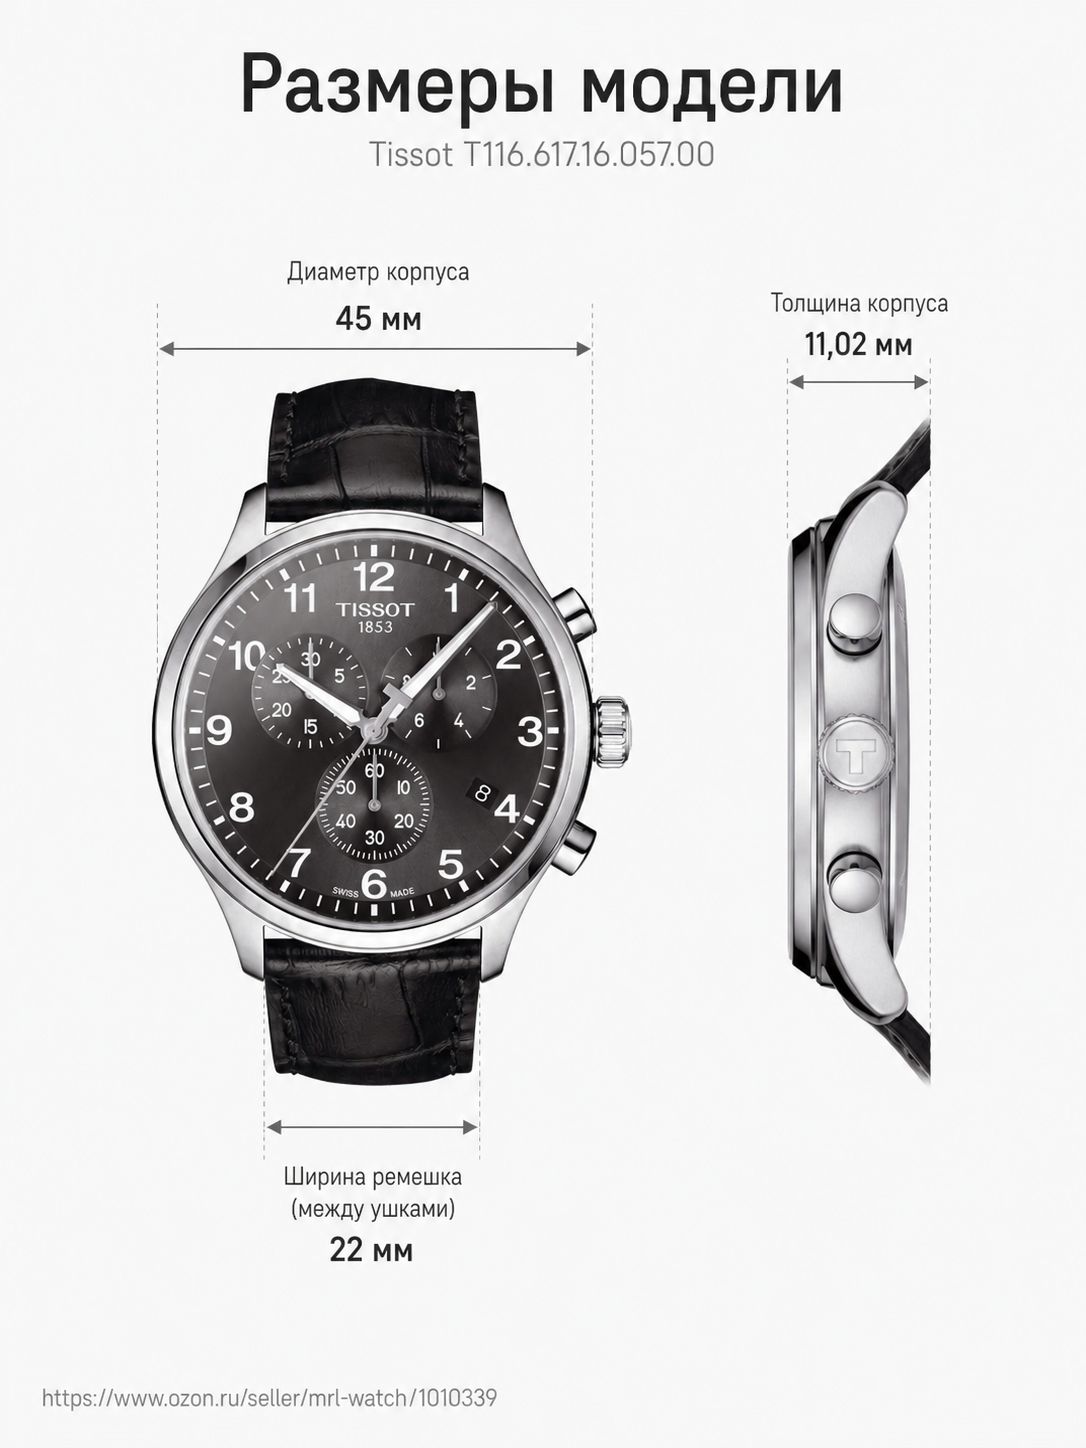 Размеры модели
Tissot T116.617.16.057.00
Диаметр корпуса
45 мм
Толщина корпуса
11,02 мм
12
11
1
TISSOT
1853
10
2
30
5
25
20
15
8
2
6
4
9
3
60
50
10
40
20
30
8
8
4
7
5
6
SWISS MADE
T
Ширина ремешка
(между ушками)
22 мм
https://www.ozon.ru/seller/mrl-watch/1010339